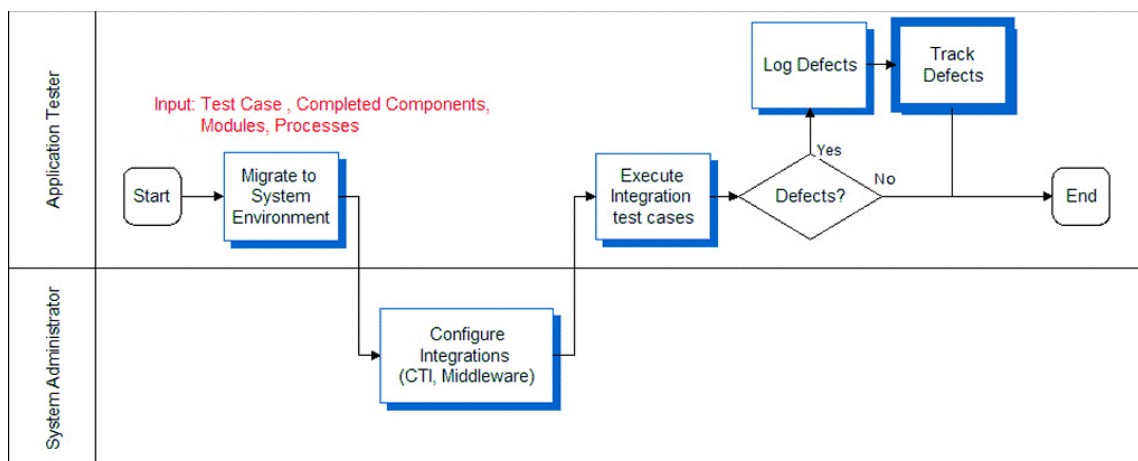 Application Tester
Input: Test Case , Completed Components,
Modules, Processes
Start
Migrate to
System
Environment
Execute
Integration
test cases
Defects?
Yes
No
Log Defects
Track
Defects
End
System Administrator
Configure
Integrations
(CTI, Middleware)